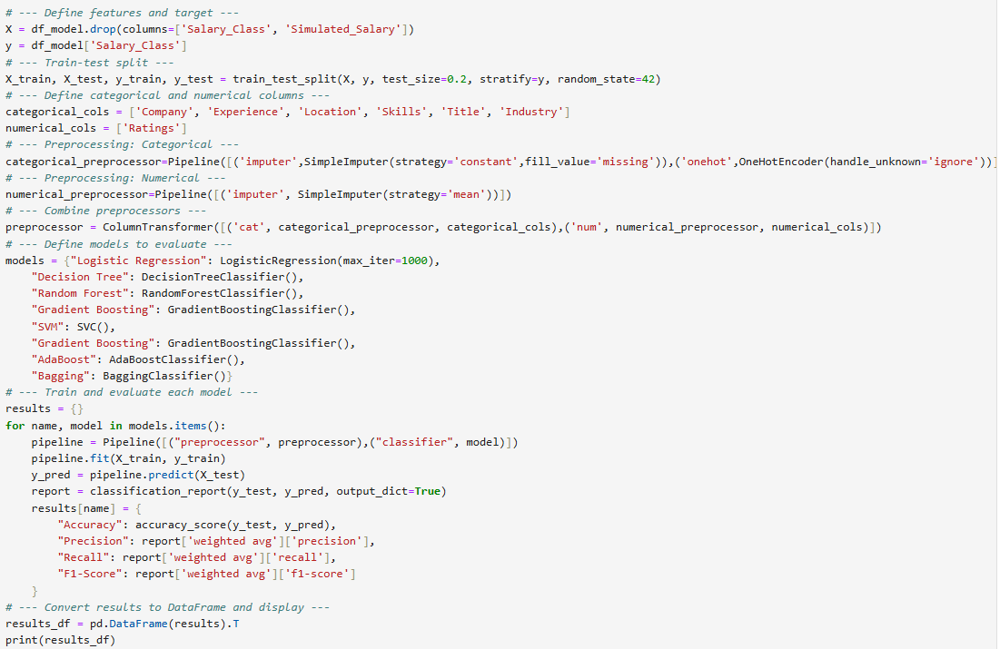 # --- Define features and target ---
X = df_model.drop(columns=['Salary_Class', 'Simulated_Salary'])
y = df_model['Salary_Class']
# --- Train-test split ---
X_train, X_test, y_train, y_test = train_test_split(X, y, test_size=0.2, stratify=y, random_state=42)
# --- Define categorical and numerical columns ---
categorical_cols = ['Company', 'Experience', 'Location', 'Skills', 'Title', 'Industry']
numerical_cols = ['Ratings']
# --- Preprocessing: Categorical ---
categorical_preprocessor=Pipeline([('imputer',SimpleImputer(strategy='constant',fill_value='missing')),('onehot',OneHotEncoder(handle_unknown='ignore'))]
# --- Preprocessing: Numerical ---
numerical_preprocessor=Pipeline([('imputer', SimpleImputer(strategy='mean'))])
# --- Combine preprocessors ---
preprocessor = ColumnTransformer([('cat', categorical_preprocessor, categorical_cols),('num', numerical_preprocessor, numerical_cols)])
# --- Define models to evaluate ---
models = {"Logistic Regression": LogisticRegression(max_iter=1000),
    "Decision Tree": DecisionTreeClassifier(),
    "Random Forest": RandomForestClassifier(),
    "Gradient Boosting": GradientBoostingClassifier(),
    "SVM": SVC(),
    "Gradient Boosting": GradientBoostingClassifier(),
    "AdaBoost": AdaBoostClassifier(),
    "Bagging": BaggingClassifier()}
# --- Train and evaluate each model ---
results = {}
for name, model in models.items():
    pipeline = Pipeline([("preprocessor", preprocessor),("classifier", model)])
    pipeline.fit(X_train, y_train)
    y_pred = pipeline.predict(X_test)
    report = classification_report(y_test, y_pred, output_dict=True)
    results[name] = {
        "Accuracy": accuracy_score(y_test, y_pred),
        "Precision": report['weighted avg']['precision'],
        "Recall": report['weighted avg']['recall'],
        "F1-Score": report['weighted avg']['f1-score']
    }
# --- Convert results to DataFrame and display ---
results_df = pd.DataFrame(results).T
print(results_df)